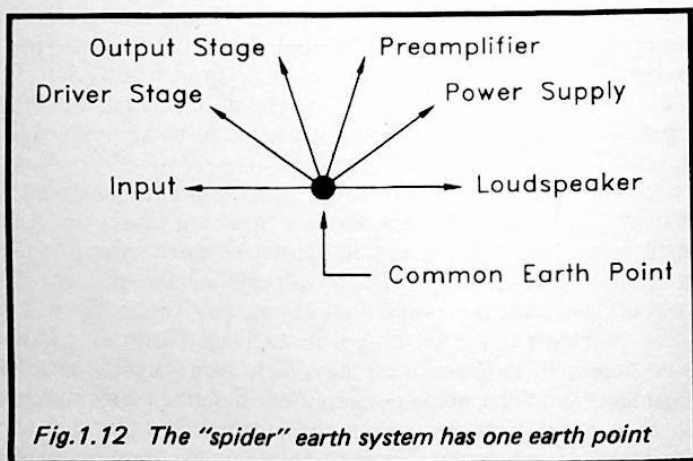 Output Stage
Preamplifier
Driver Stage
Power Supply
Input
Loudspeaker
Common Earth Point
Fig.1.12 The "spider" earth system has one earth point